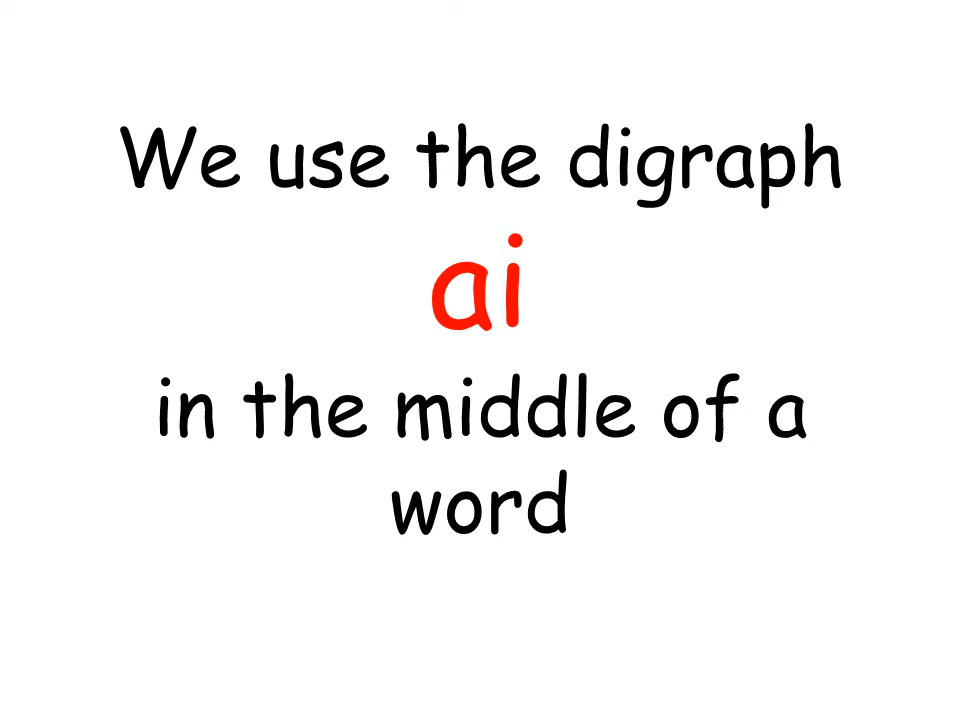 We use the digraph
ai
in the middle of a
word